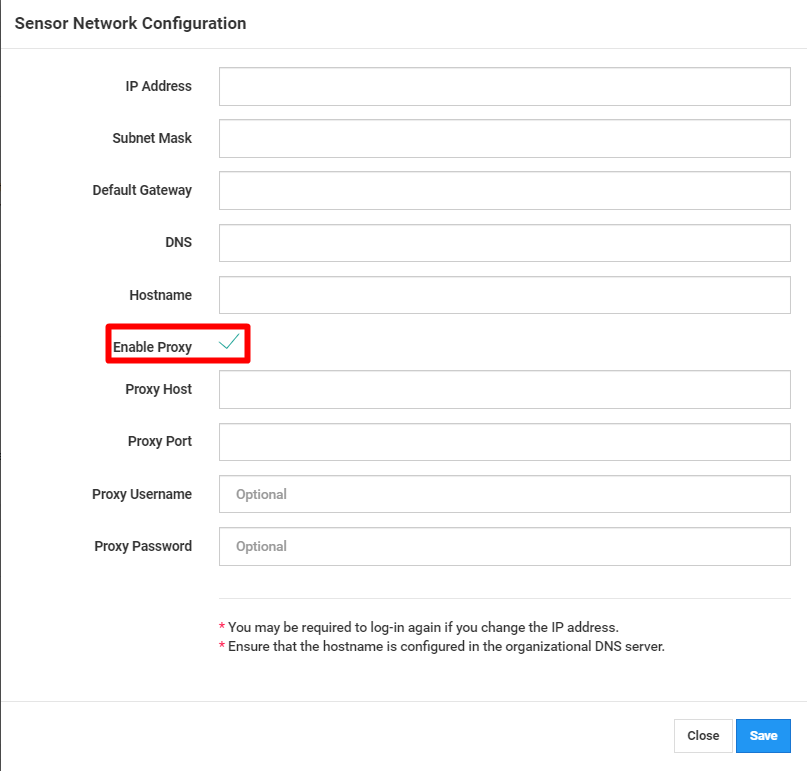 Sensor Network Configuration
IP Address
Subnet Mask
Default Gateway
DNS
Hostname
Enable Proxy
Proxy Host
Proxy Port
Proxy Username Optional
Proxy Password Optional
* You may be required to log-in again if you change the IP address.
* Ensure that the hostname is configured in the organizational DNS server.
Close Save